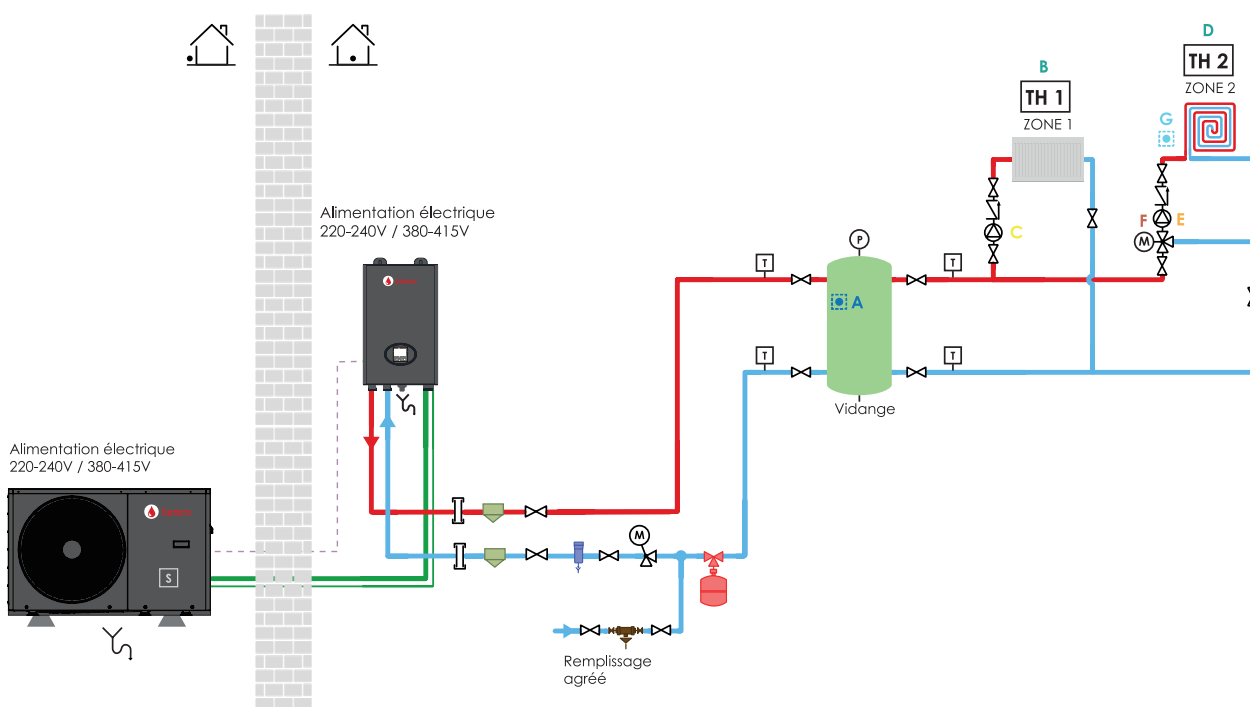 D
TH 2
ZONE 2
B
TH 1
ZONE 1
G
Alimentation électrique
220-240V / 380-415V
C
F
M
E
P
T
T
A
T
T
Vidange
Alimentation électrique
220-240V / 380-415V
M
S
Remplissage
agréé